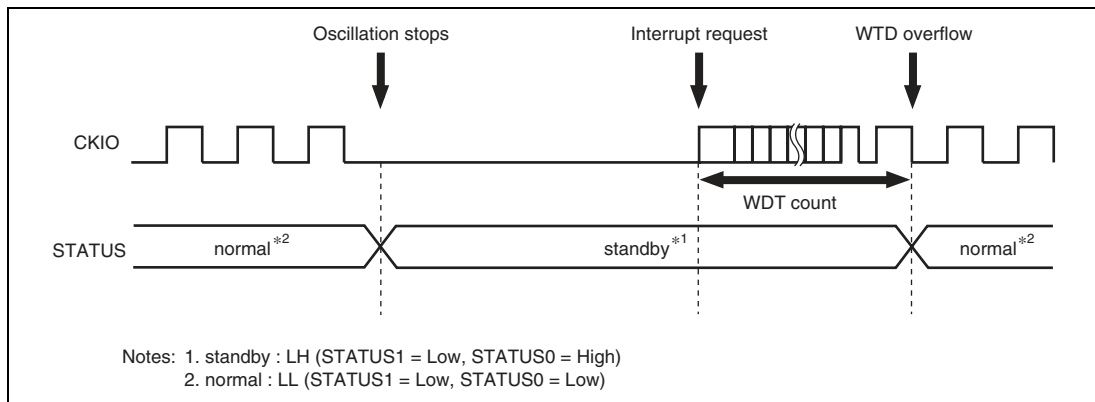 Oscillation stops Interrupt request WTD overflow
CKIO
WDT count
STATUS normal*2 standby*1 normal*2
Notes: 1. standby : LH (STATUS1 = Low, STATUS0 = High)
2. normal : LL (STATUS1 = Low, STATUS0 = Low)